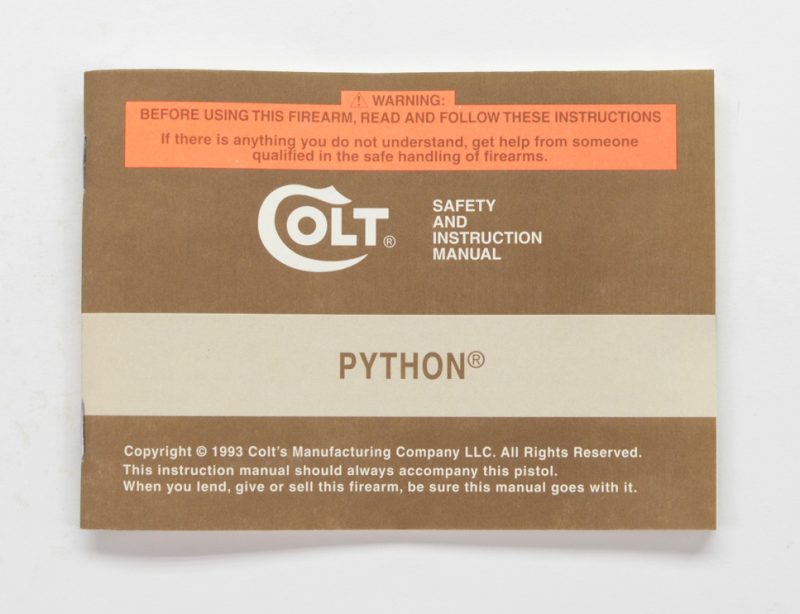 ⚠ WARNING:
BEFORE USING THIS FIREARM, READ AND FOLLOW THESE INSTRUCTIONS
If there is anything you do not understand, get help from someone
qualified in the safe handling of firearms.
COLT®
SAFETY
AND
INSTRUCTION
MANUAL
PYTHON®
Copyright © 1993 Colt's Manufacturing Company LLC. All Rights Reserved.
This instruction manual should always accompany this pistol.
When you lend, give or sell this firearm, be sure this manual goes with it.